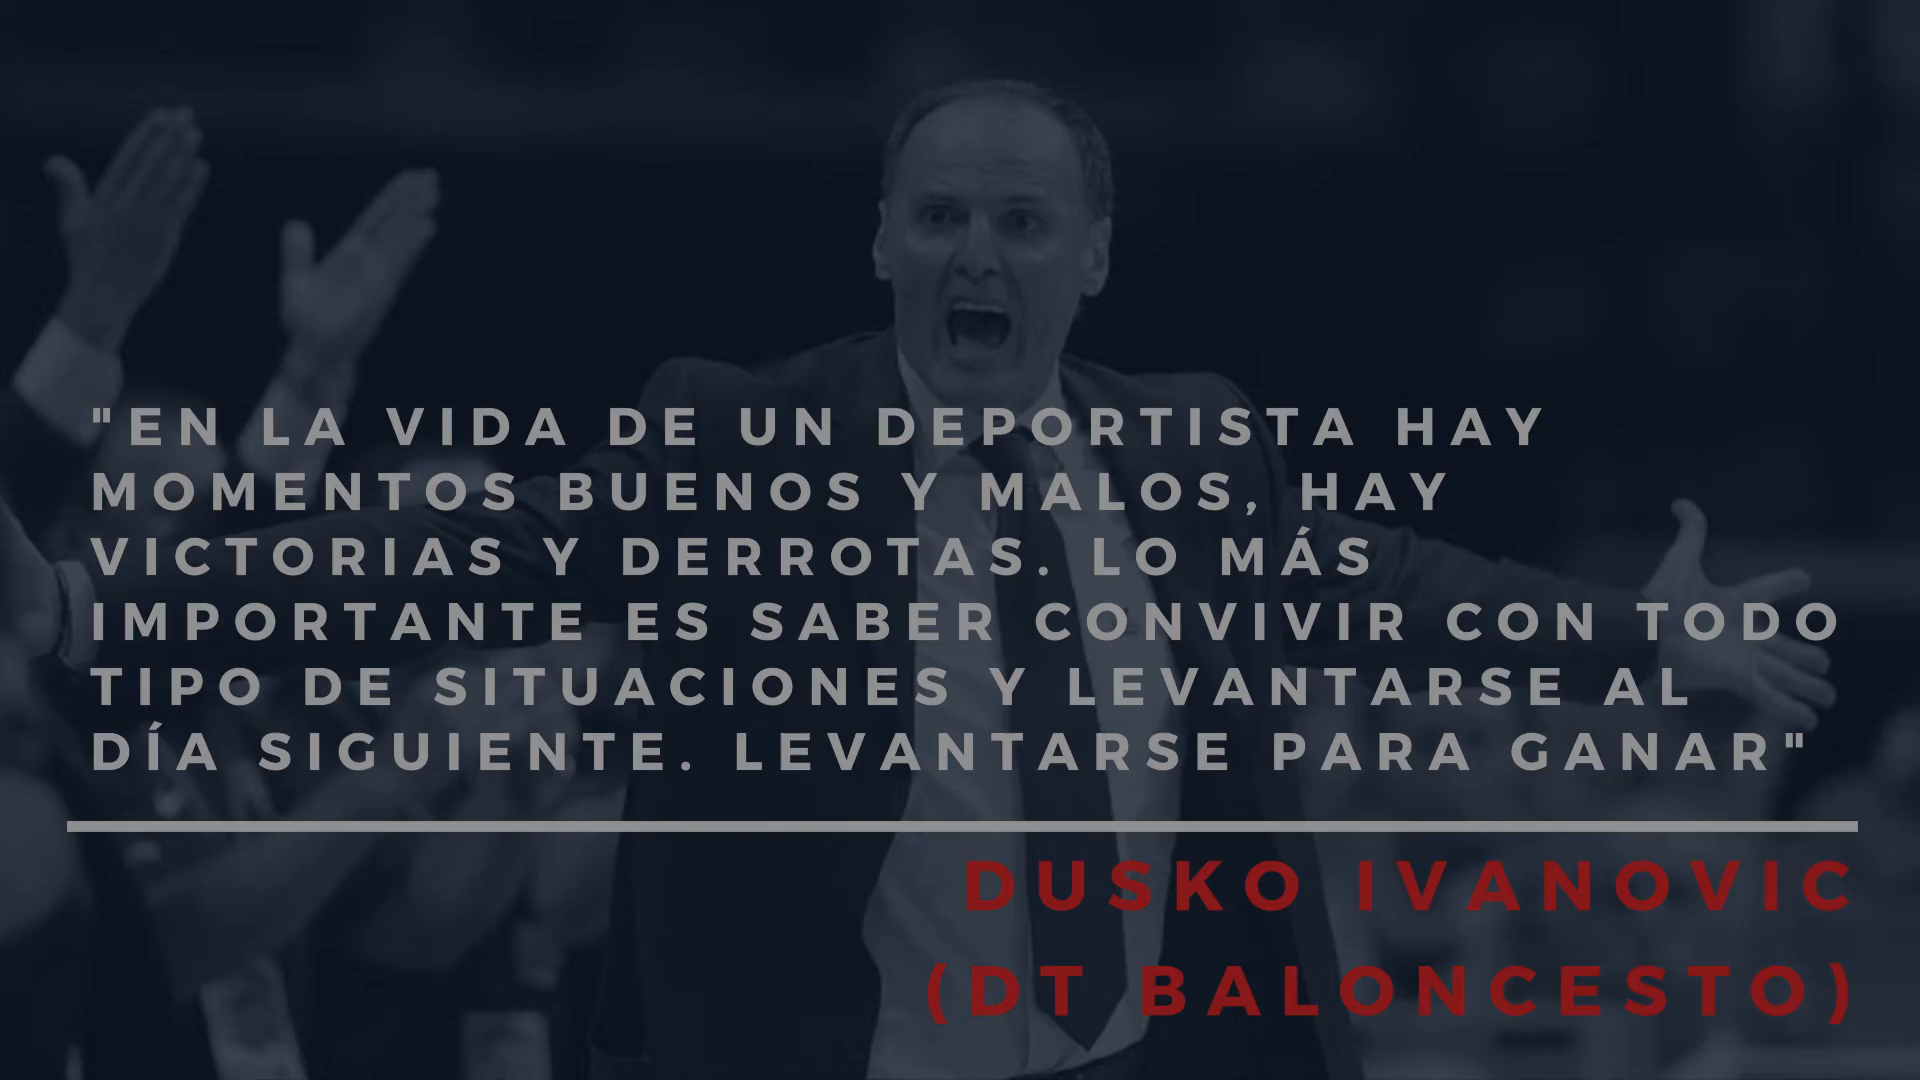 "EN LA VIDA DE UN DEPORTISTA HAY
MOMENTOS BUENOS Y MALOS, HAY
VICTORIAS Y DERROTAS. LO MÁS
IMPORTANTE ES SABER CONVIVIR CON TODO
TIPO DE SITUACIONES Y LEVANTARSE AL
DÍA SIGUIENTE. LEVANTARSE PARA GANAR"
DUSKO IVANOVIC
(DT BALONCESTO)